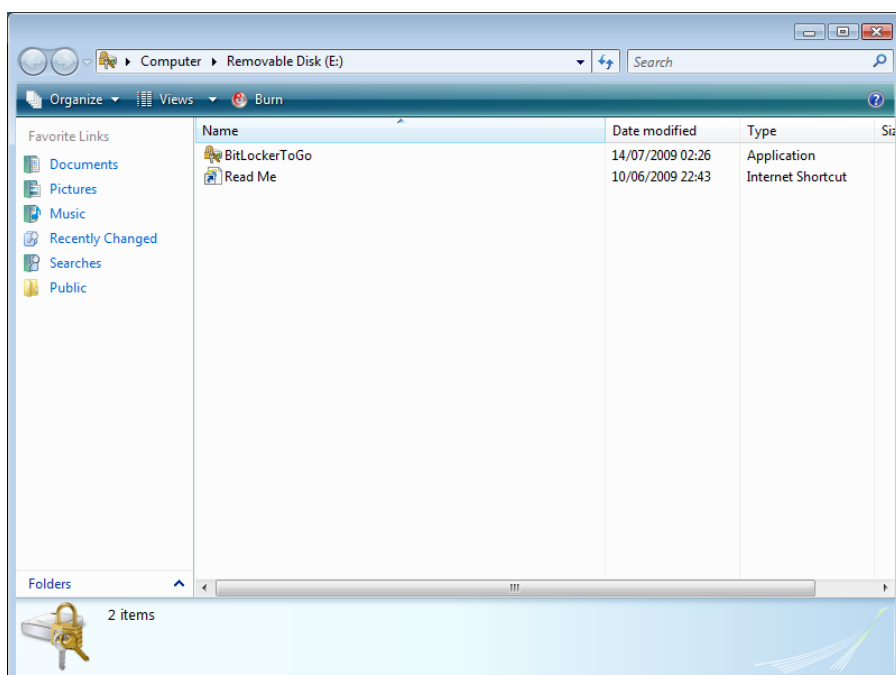 Computer Removable Disk (E:) Search
Organize Views Burn
Favorite Links
Documents
Pictures
Music
Recently Changed
Searches
Public
Folders
Name Date modified Type Siz
BitLockerToGo 14/07/2009 02:26 Application
Read Me 10/06/2009 22:43 Internet Shortcut
2 items